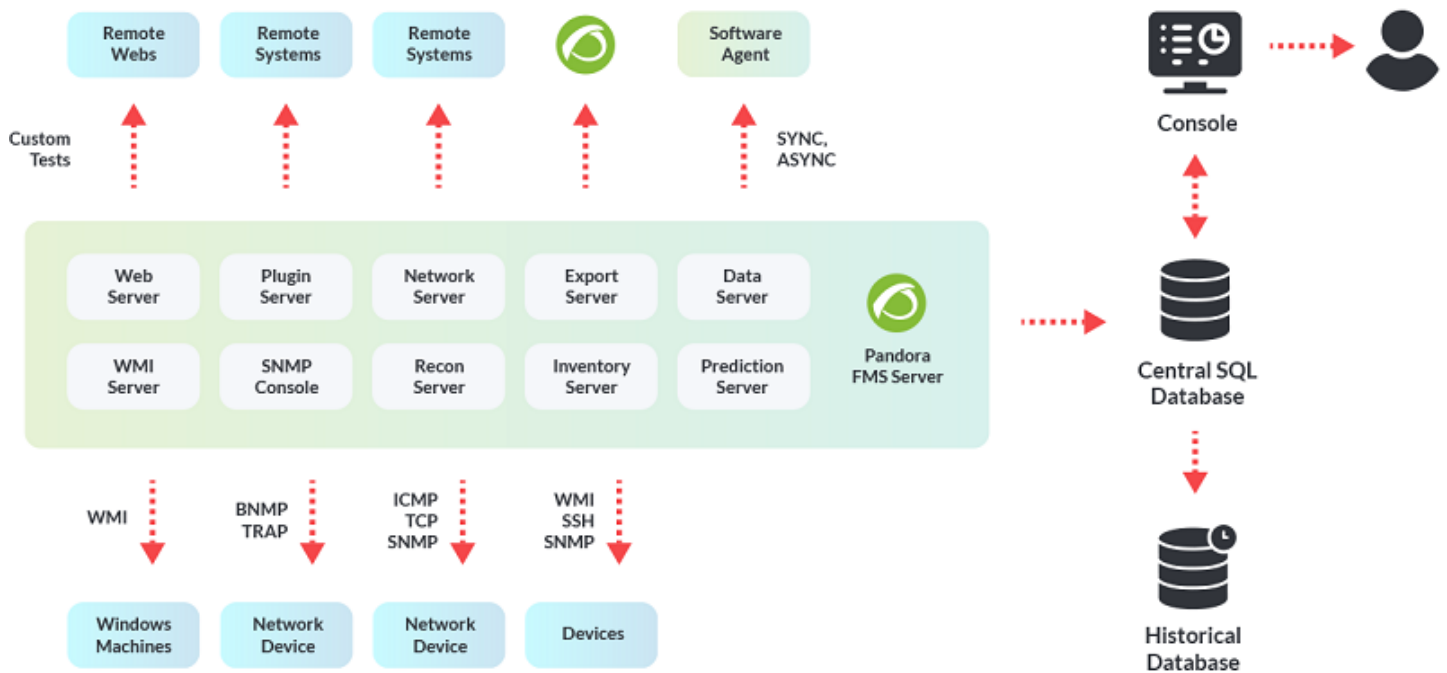 Remote
Webs
Remote
Systems
Remote
Systems
Software
Agent
Custom
Tests
SYNC,
ASYNC
Console
Web
Server
Plugin
Server
Network
Server
Export
Server
Data
Server
WMI
Server
SNMP
Console
Recon
Server
Inventory
Server
Prediction
Server
Pandora
FMS Server
Central SQL
Database
WMI
BNMP
TRAP
ICMP
TCP
SNMP
WMI
SSH
SNMP
Windows
Machines
Network
Device
Network
Device
Devices
Historical
Database